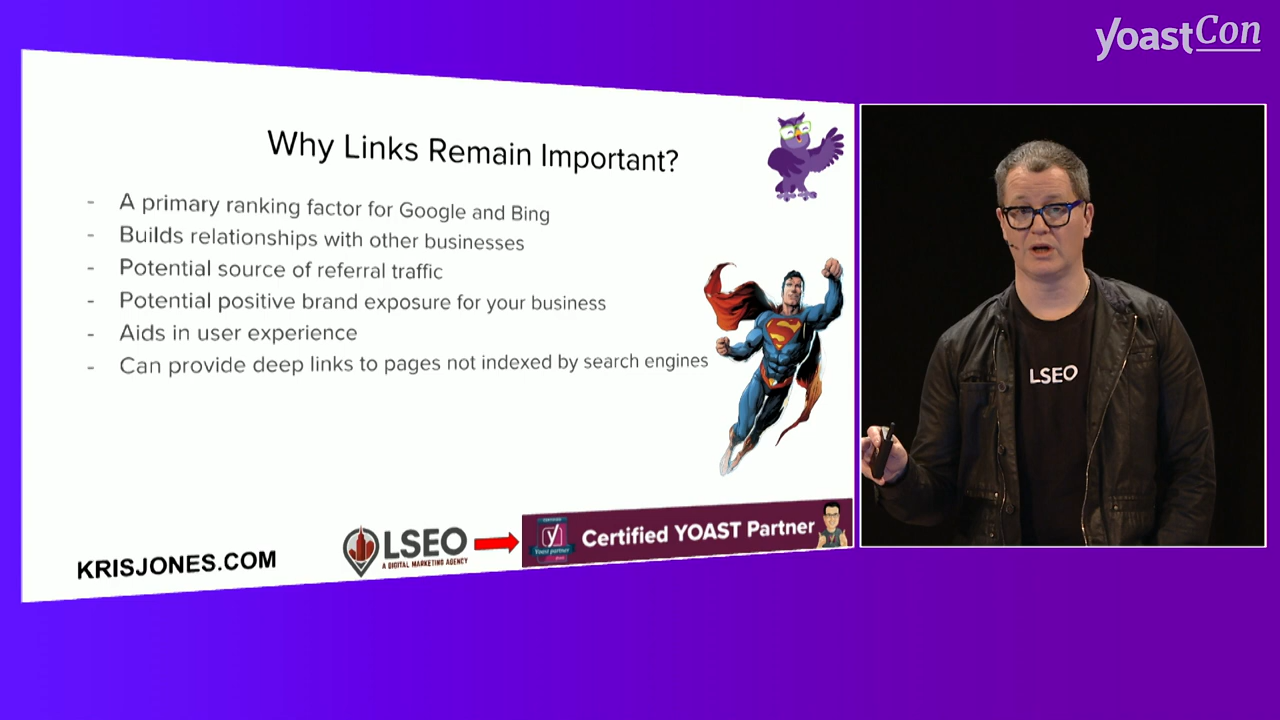 yoastCon
Why Links Remain Important?
- A primary ranking factor for Google and Bing
- Builds relationships with other businesses
- Potential source of referral traffic
- Potential positive brand exposure for your business
- Aids in user experience
- Can provide deep links to pages not indexed by search engines
LSEO
KRISJONES.COM
LSEO
A DIGITAL MARKETING AGENCY
y
Yoast partner
Certified YOAST Partner